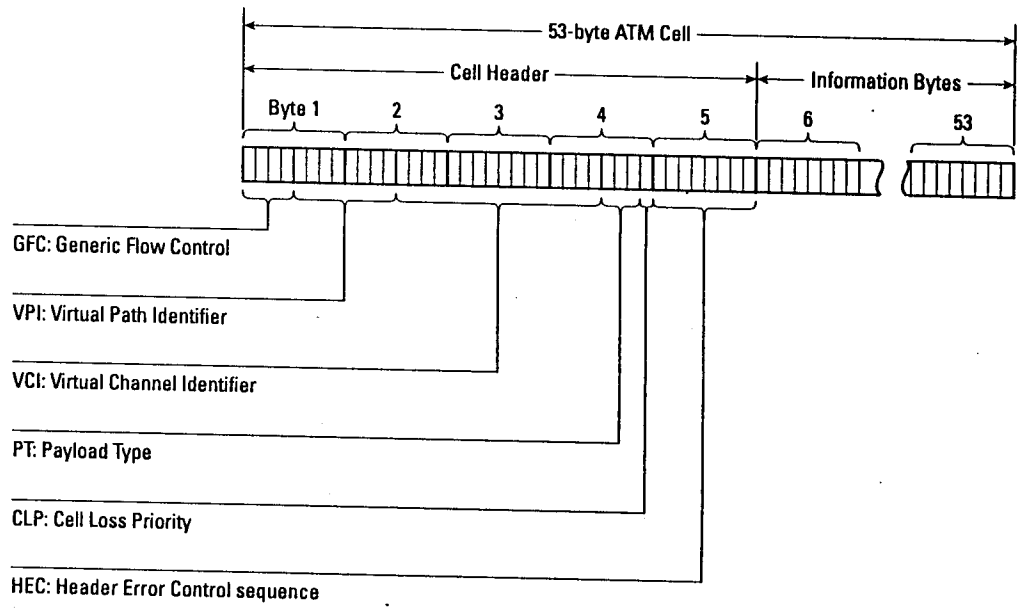 53-byte ATM Cell
Cell Header
Information Bytes
Byte 1 2 3 4 5 6 53
GFC: Generic Flow Control
VPI: Virtual Path Identifier
VCI: Virtual Channel Identifier
PT: Payload Type
CLP: Cell Loss Priority
HEC: Header Error Control sequence